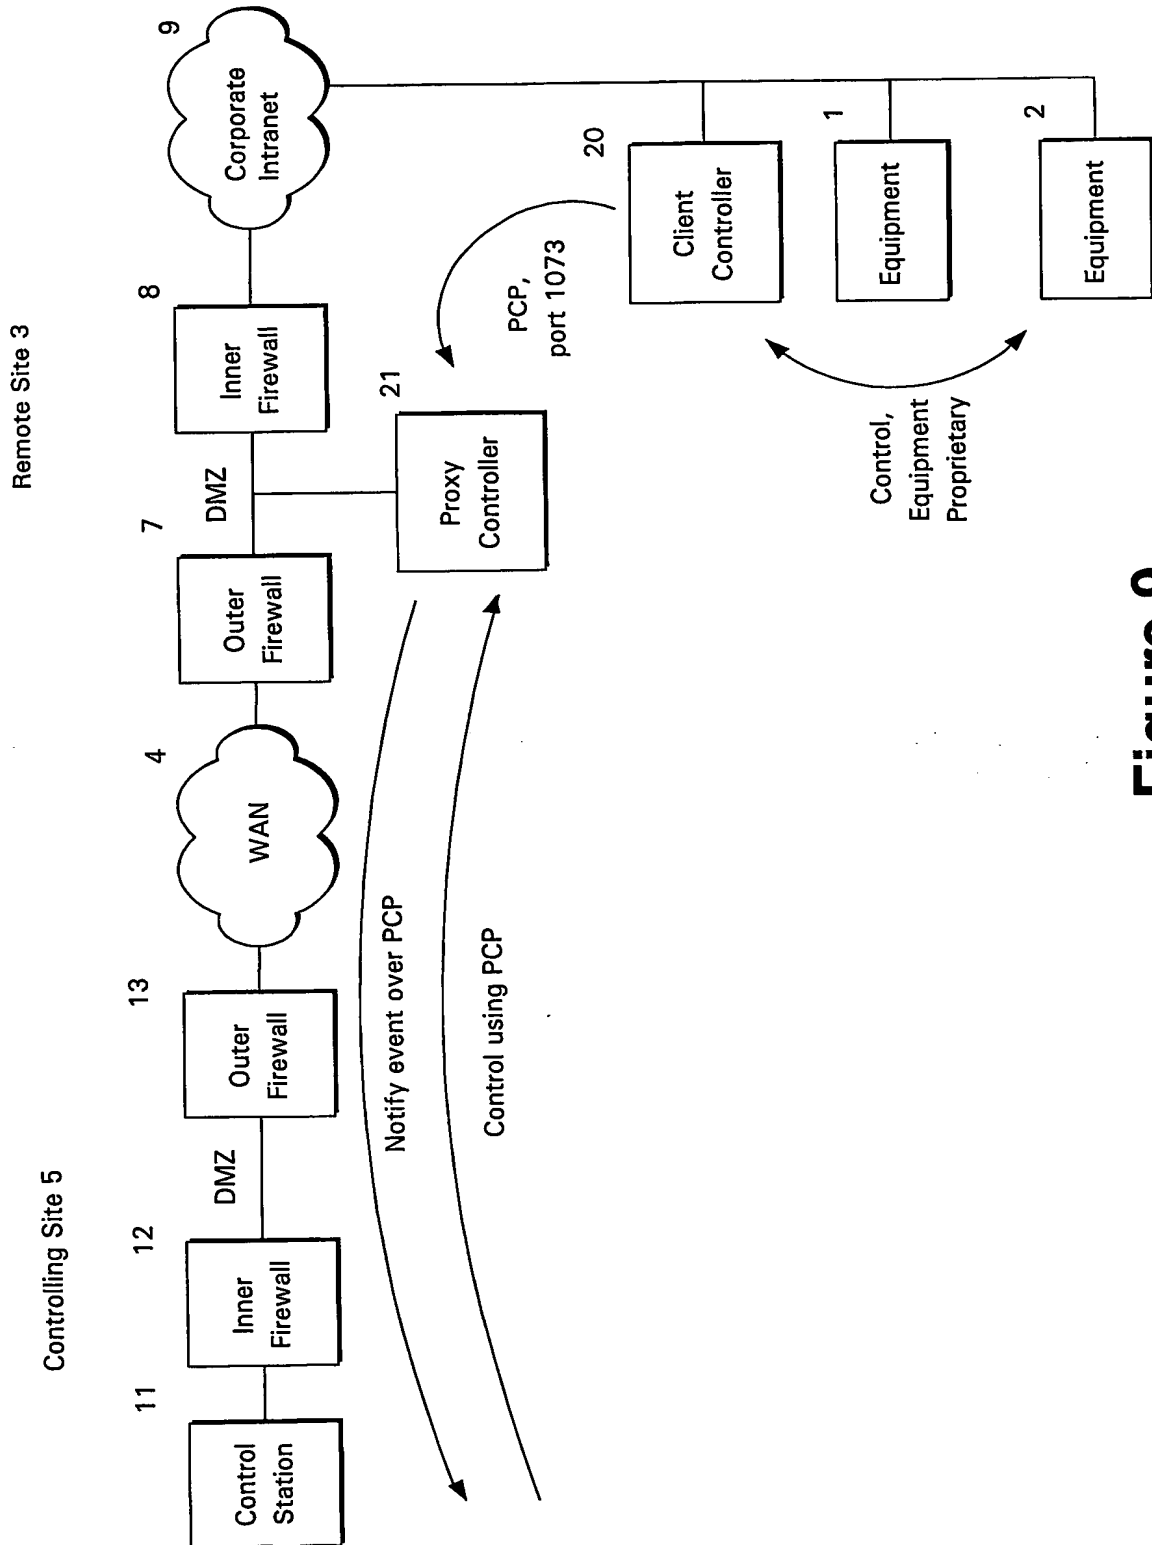 Controlling Site 5
Remote Site 3
11
12
13
4
7
8
9
Control
Station
Inner
Firewall
DMZ
Outer
Firewall
WAN
Outer
Firewall
DMZ
Inner
Firewall
Corporate
Intranet
Notify event over PCP
Control using PCP
21
Proxy
Controller
PCP,
port 1073
20
Client
Controller
1
Equipment
2
Equipment
Control,
Equipment
Proprietary
Figure